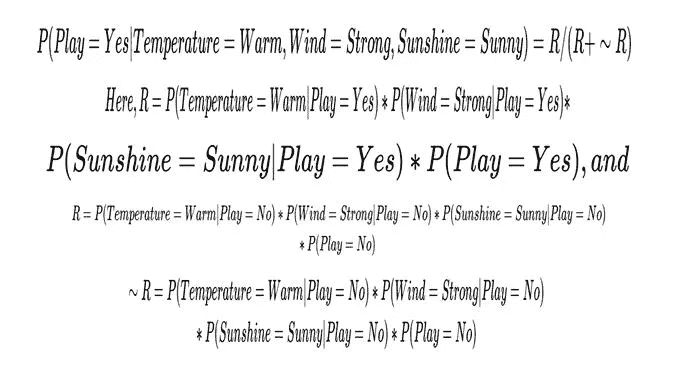 P(Play = Yes|Temperature = Warm, Wind = Strong, Sunshine = Sunny) = R/(R+ ∼ R)
Here, R = P(Temperature = Warm|Play = Yes) * P(Wind = Strong|Play = Yes)*
P(Sunshine = Sunny|Play = Yes) * P(Play = Yes), and
R = P(Temperature = Warm|Play = No) * P(Wind = Strong|Play = No) * P(Sunshine = Sunny|Play = No)
* P(Play = No)
∼ R = P(Temperature = Warm|Play = No) * P(Wind = Strong|Play = No)
* P(Sunshine = Sunny|Play = No) * P(Play = No)